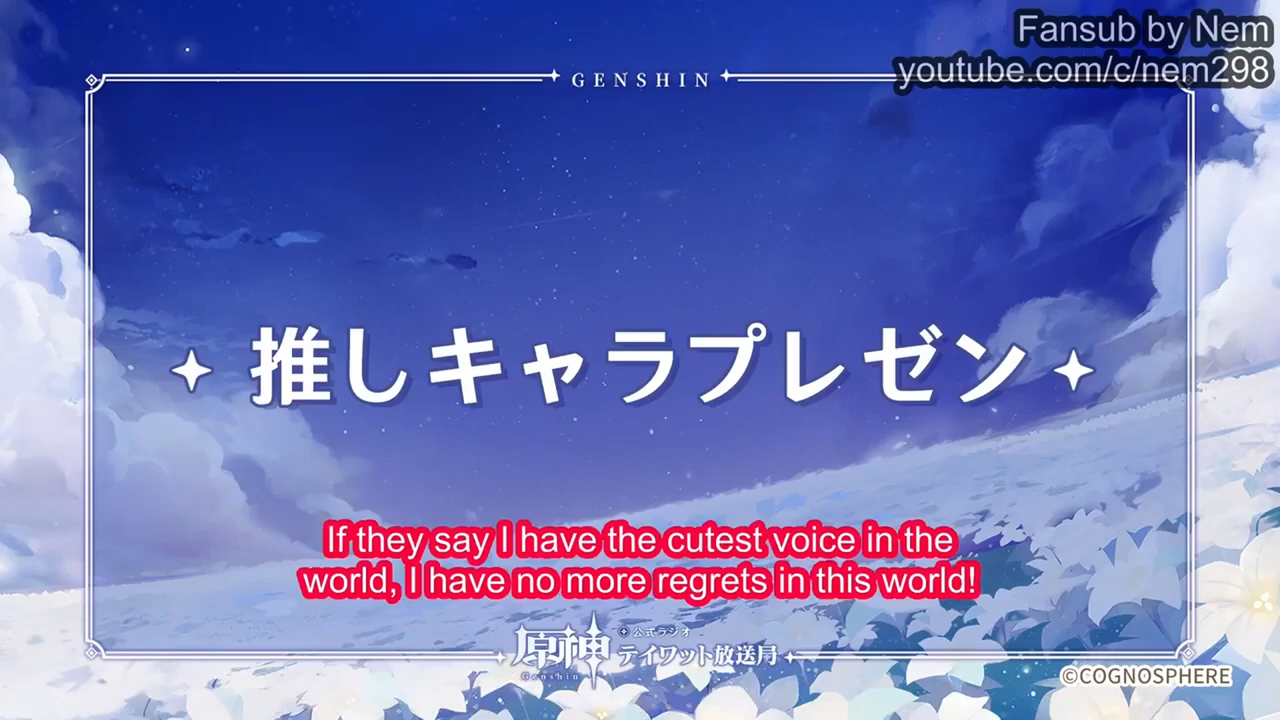 Fansub by Nem
youtube.com/c/nem298
GENSHIN
推しキャラプレゼン
If they say I have the cutest voice in the
world, I have no more regrets in this world!
原神
Genshin
公式ラジオ
テイワット放送局
©COGNOSPHERE